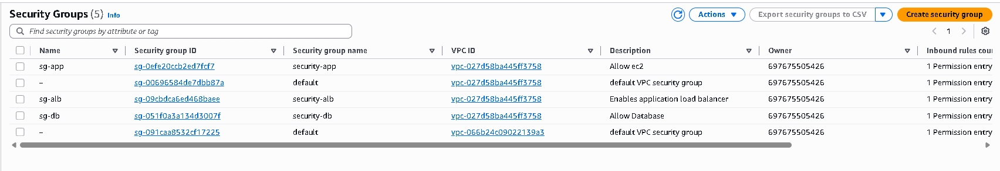 Security Groups (5) Info
Actions
Export security groups to CSV
Create security group
Find security groups by attribute or tag
1
Name Security group ID Security group name VPC ID Description Owner Inbound rules cou
sg-app sg-0efe20ccb2ed7fcf7 security-app vpc-027d58ba445ff3758 Allow ec2 697675505426 1 Permission entry
– sg-00696584de7dbb87a default vpc-027d58ba445ff3758 default VPC security group 697675505426 1 Permission entry
sg-alb sg-09cbdca6ed468baee security-alb vpc-027d58ba445ff3758 Enables application load balancer 697675505426 1 Permission entry
sg-db sg-051f0a3a134d3007f security-db vpc-027d58ba445ff3758 Allow Database 697675505426 1 Permission entry
– sg-091caa8532cf17225 default vpc-066b24c09022139a3 default VPC security group 697675505426 1 Permission entry